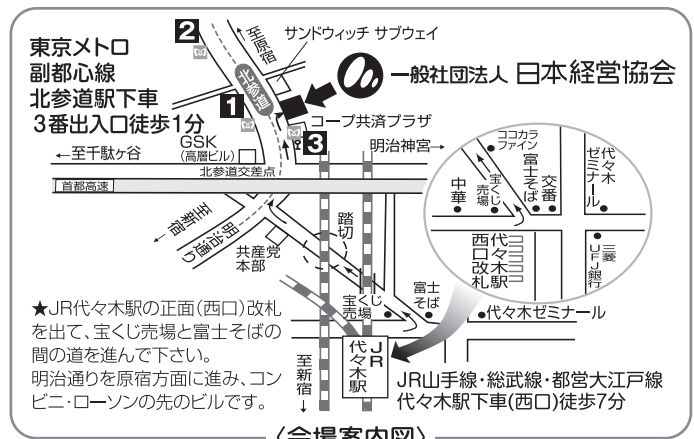 東京メトロ
副都心線
北参道駅下車
3番出入口徒歩1分
2
至原宿
サンドウィッチ サブウェイ
北参道
一般社団法人 日本経営協会
1
3
コープ共済プラザ
GSK
(高層ビル)
←至千駄ヶ谷
北参道交差点
明治神宮→
首都高速
至新宿
明治通り
共産党
本部
踏切
宝くじ
売場
富士
そば
代々木ゼミナール
ココカラ
ファイン
中華
宝くじ
売場
富士そば
交番
代々木
ゼミナール
代々木駅
西口改札
三菱
UFJ銀行
★JR代々木駅の正面(西口)改札
を出て、宝くじ売場と富士そばの
間の道を進んで下さい。
明治通りを原宿方面に進み、コン
ビニ・ローソンの先のビルです。
至新宿
↓
JR
代々木駅
JR山手線・総武線・都営大江戸線
代々木駅下車(西口)徒歩7分
〈会場案内図〉